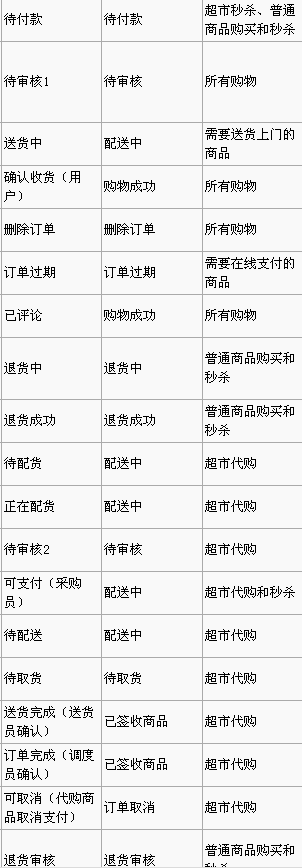 待付款 待付款 超市秒杀、普通
商品购买和秒杀
待审核1 待审核 所有购物
送货中 配送中 需要送货上门的
商品
确认收货（用
户） 购物成功 所有购物
删除订单 删除订单 所有购物
订单过期 订单过期 需要在线支付的
商品
已评论 购物成功 所有购物
退货中 退货中 普通商品购买和
秒杀
退货成功 退货成功 普通商品购买和
秒杀
待配货 配送中 超市代购
正在配货 配送中 超市代购
待审核2 待审核 超市代购
可支付（采购
员） 配送中 超市代购和秒杀
待配送 配送中 超市代购
待取货 待取货 超市代购
送货完成（送货
员确认） 已签收商品 超市代购
订单完成（调度
员确认） 已签收商品 超市代购
可取消（代购商
品取消支付） 订单取消 超市代购
退货审核 退货审核 普通商品购买和
秒杀